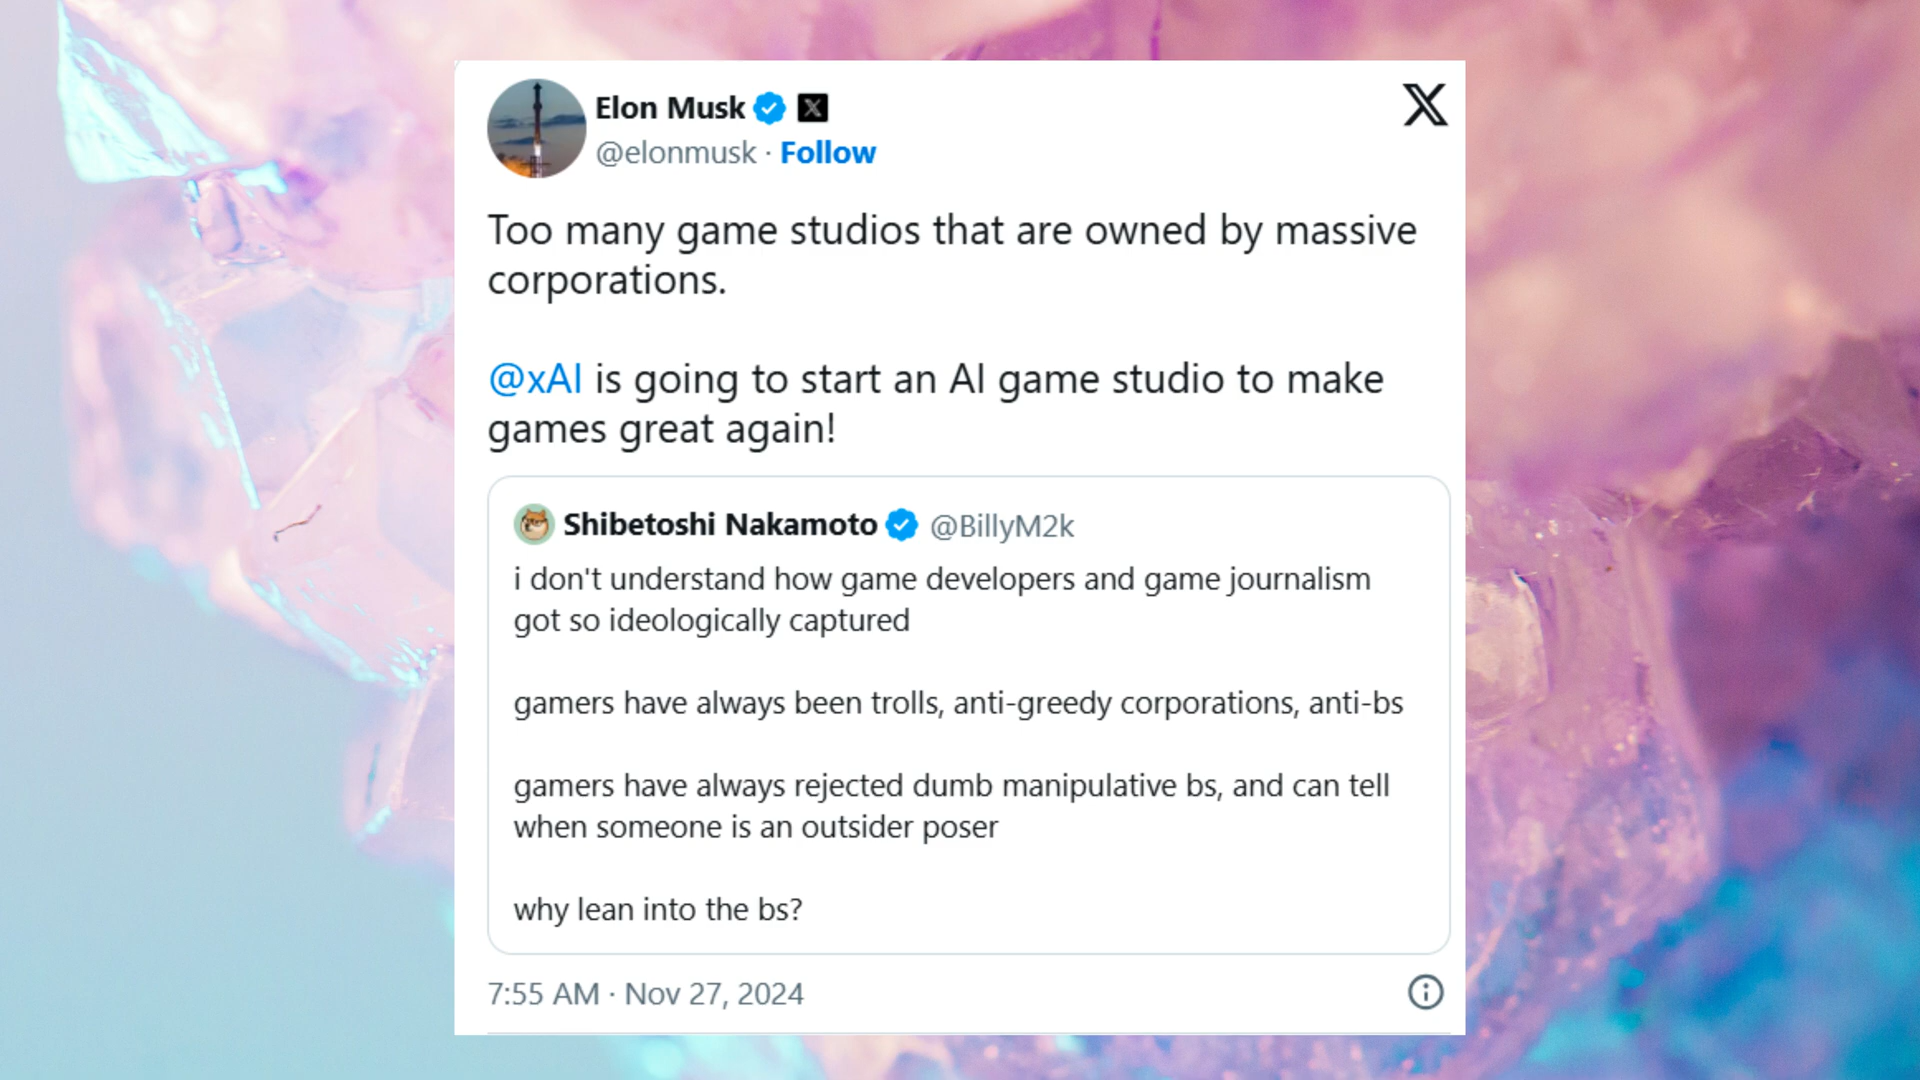 Elon Musk
@elonmusk · Follow
Too many game studios that are owned by massive
corporations.
@xAI is going to start an AI game studio to make
games great again!
Shibetoshi Nakamoto @BillyM2k
i don't understand how game developers and game journalism
got so ideologically captured
gamers have always been trolls, anti-greedy corporations, anti-bs
gamers have always rejected dumb manipulative bs, and can tell
when someone is an outsider poser
why lean into the bs?
7:55 AM · Nov 27, 2024